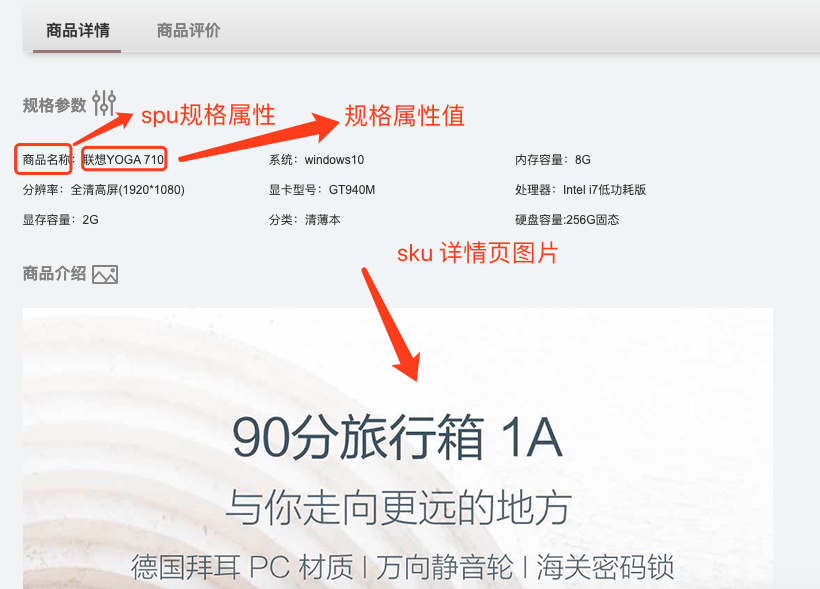 商品详情 商品评价
规格参数
spu规格属性 规格属性值
商品名称：联想YOGA 710 系统：windows10 内存容量：8G
分辨率：全清高屏(1920*1080) 显卡型号：GT940M 处理器：Intel i7低功耗版
显存容量：2G 分类：清薄本 硬盘容量:256G固态
sku 详情页图片
商品介绍
90分旅行箱 1A
与你走向更远的地方
德国拜耳 PC 材质 | 万向静音轮 | 海关密码锁